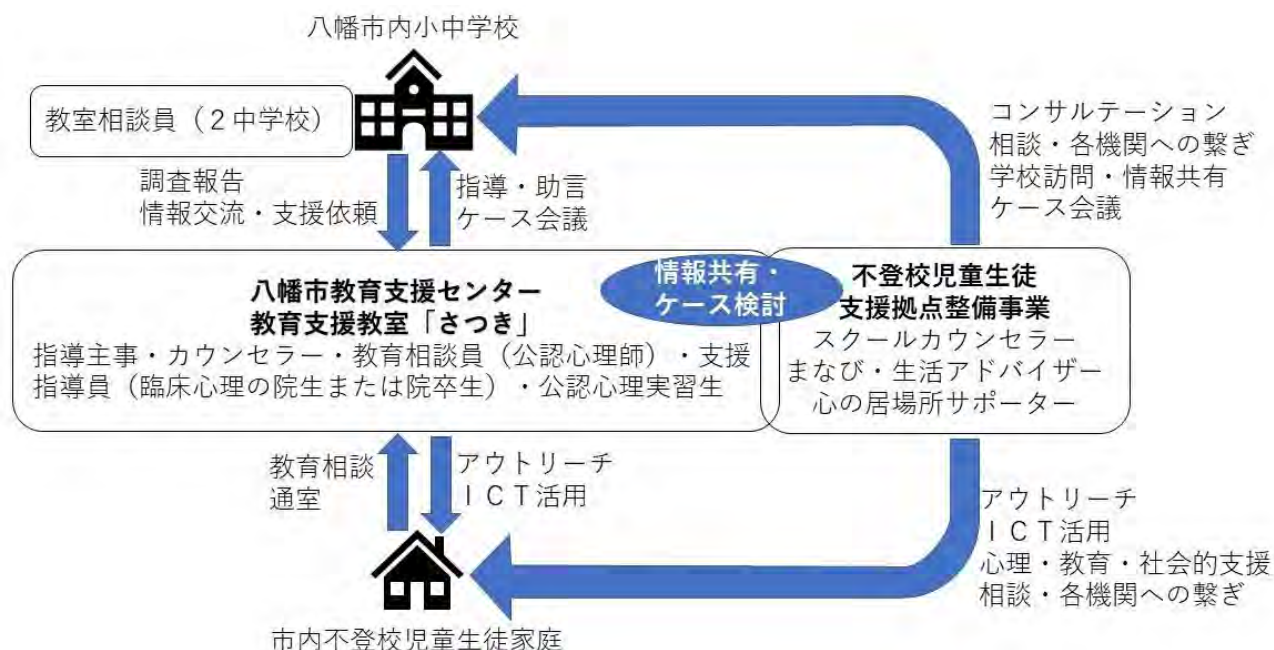 八幡市内小中学校
教室相談員（２中学校）
調査報告
情報交流・支援依頼
指導・助言
ケース会議
コンサルテーション
相談・各機関への繋ぎ
学校訪問・情報共有
ケース会議
八幡市教育支援センター
教育支援教室「さつき」
指導主事・カウンセラー・教育相談員（公認心理師）・支援
指導員（臨床心理の院生または院卒生）・公認心理実習生
情報共有・
ケース検討
不登校児童生徒
支援拠点整備事業
スクールカウンセラー
まなび・生活アドバイザー
心の居場所サポーター
教育相談
通室
アウトリーチ
ＩＣＴ活用
アウトリーチ
ＩＣＴ活用
心理・教育・社会的支援
相談・各機関への繋ぎ
市内不登校児童生徒家庭